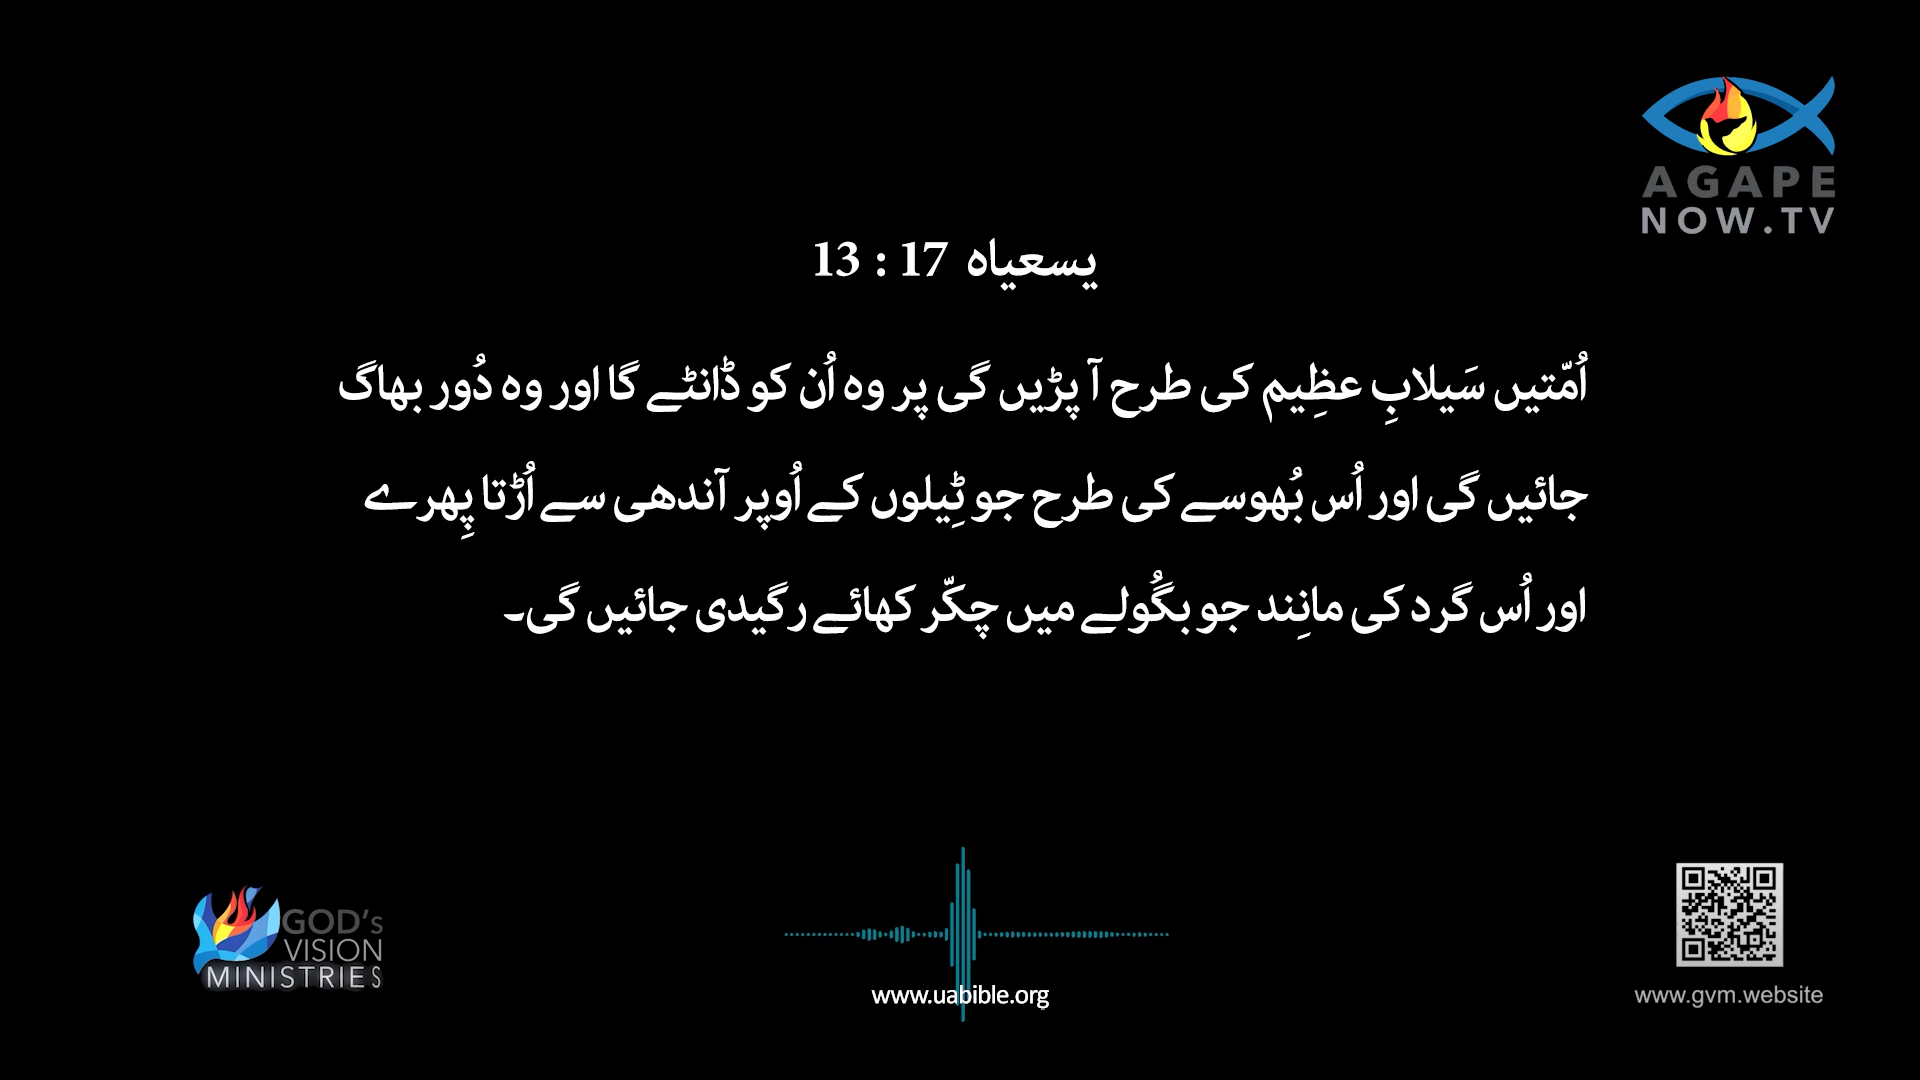 AGAPE
NOW.TV
یسعیاہ 17 : 13
اُمّتیں سَیلابِ عظِیم کی طرح آ پڑیں گی پر وہ اُن کو ڈانٹے گا اور وہ دُور بھاگ
جائیں گی اور اُس بُھوسے کی طرح جو ٹِیلوں کے اُوپر آندھی سے اُڑتا پِھرے
اور اُس گرد کی مانِند جو بگُولے میں چکّر کھائے رگیدی جائیں گی۔
GOD's
VISION
MINISTRIES
www.uabible.org
www.gvm.website